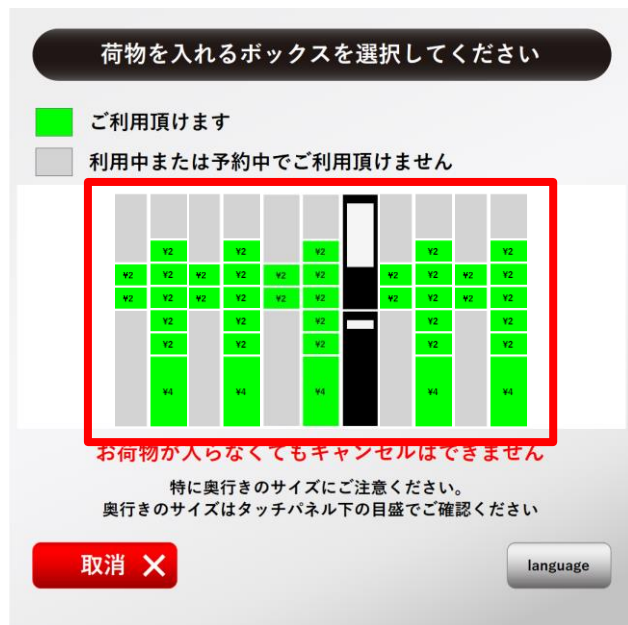 荷物を入れるボックスを選択してください
ご利用頂けます
利用中または予約中でご利用頂けません
¥2 ¥2 ¥2 ¥2 ¥2
¥2 ¥2 ¥2 ¥2 ¥2 ¥2 ¥2 ¥2 ¥2 ¥2
¥2 ¥2 ¥2 ¥2 ¥2 ¥2 ¥2 ¥2 ¥2 ¥2
¥2 ¥2 ¥2 ¥2 ¥2
¥2 ¥2 ¥2 ¥2 ¥2
¥4 ¥4 ¥4 ¥4 ¥4
お荷物が入らなくてもキャンセルはできません
特に奥行きのサイズにご注意ください。
奥行きのサイズはタッチパネル下の目盛でご確認ください
取消 ✕
language